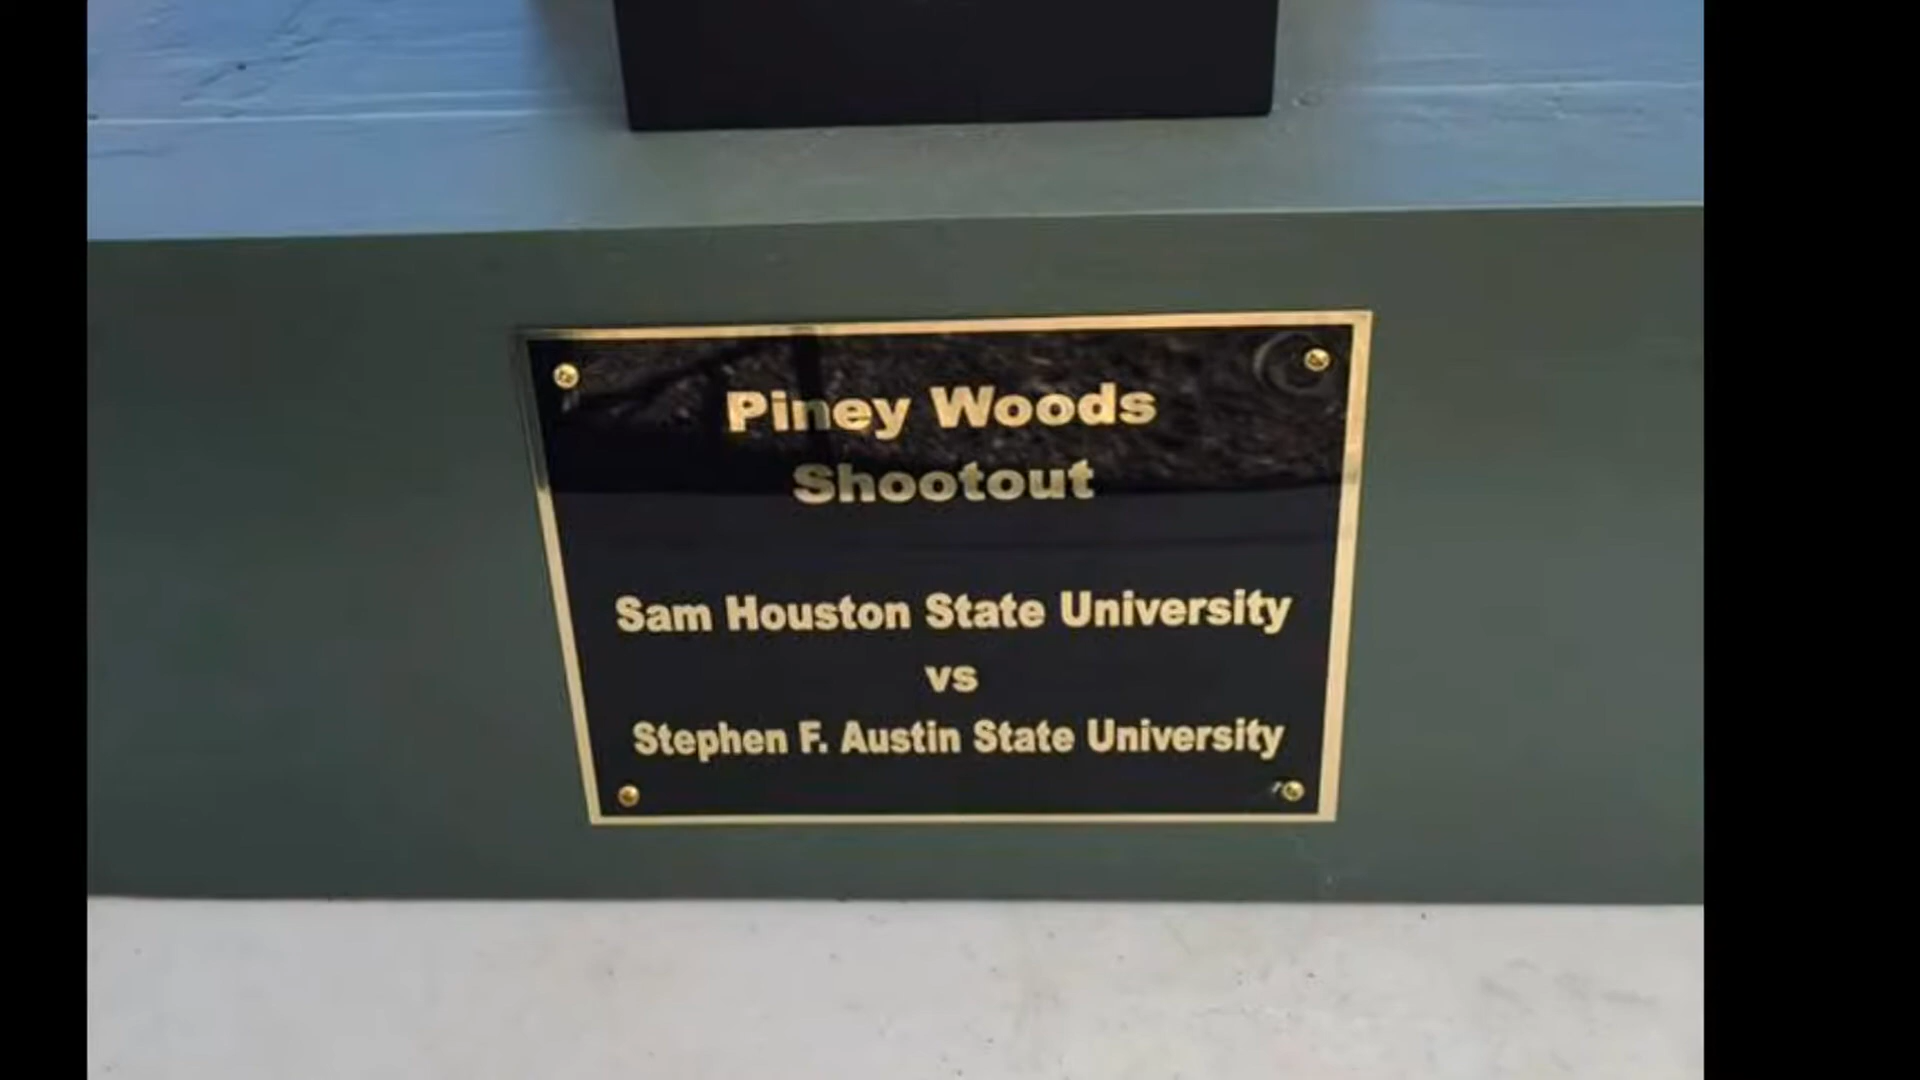 Piney Woods
Shootout
Sam Houston State University
vs
Stephen F. Austin State University